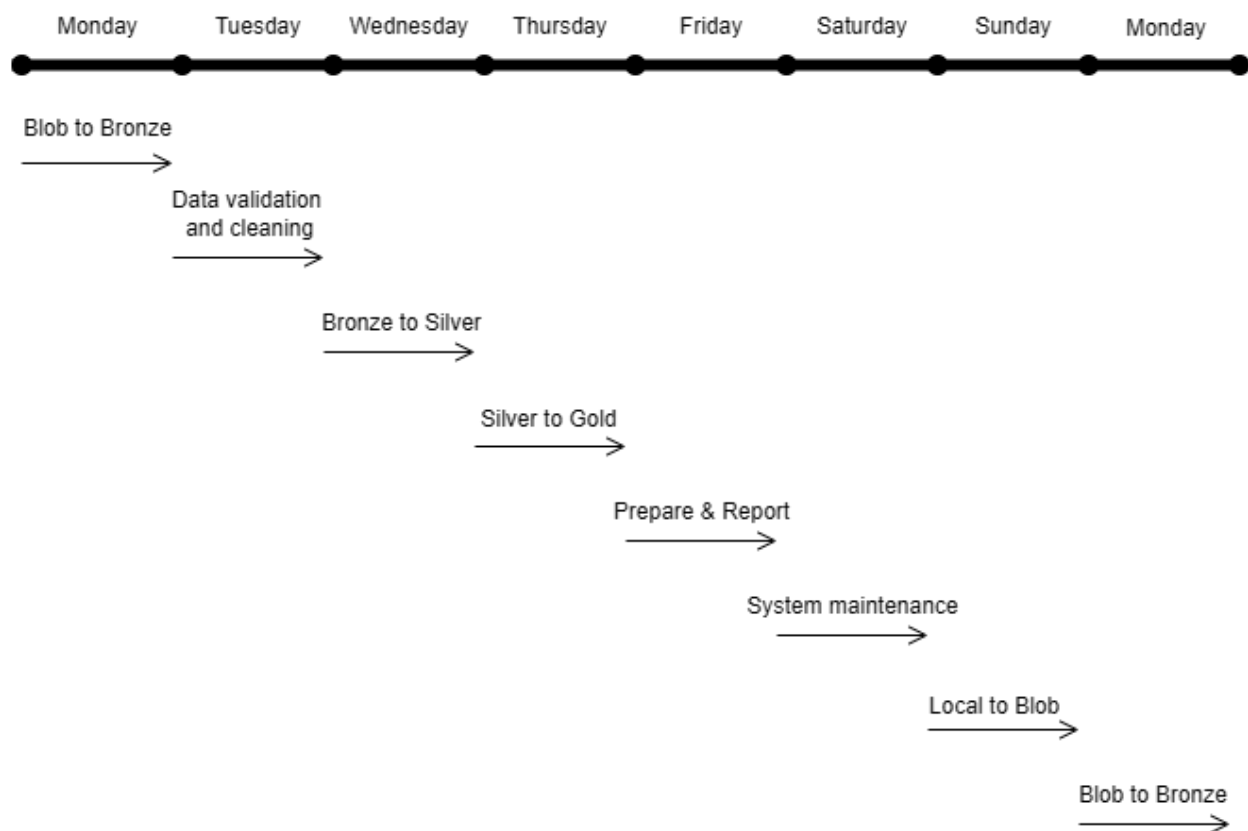 Monday Tuesday Wednesday Thursday Friday Saturday Sunday Monday
Blob to Bronze
Data validation
and cleaning
Bronze to Silver
Silver to Gold
Prepare & Report
System maintenance
Local to Blob
Blob to Bronze